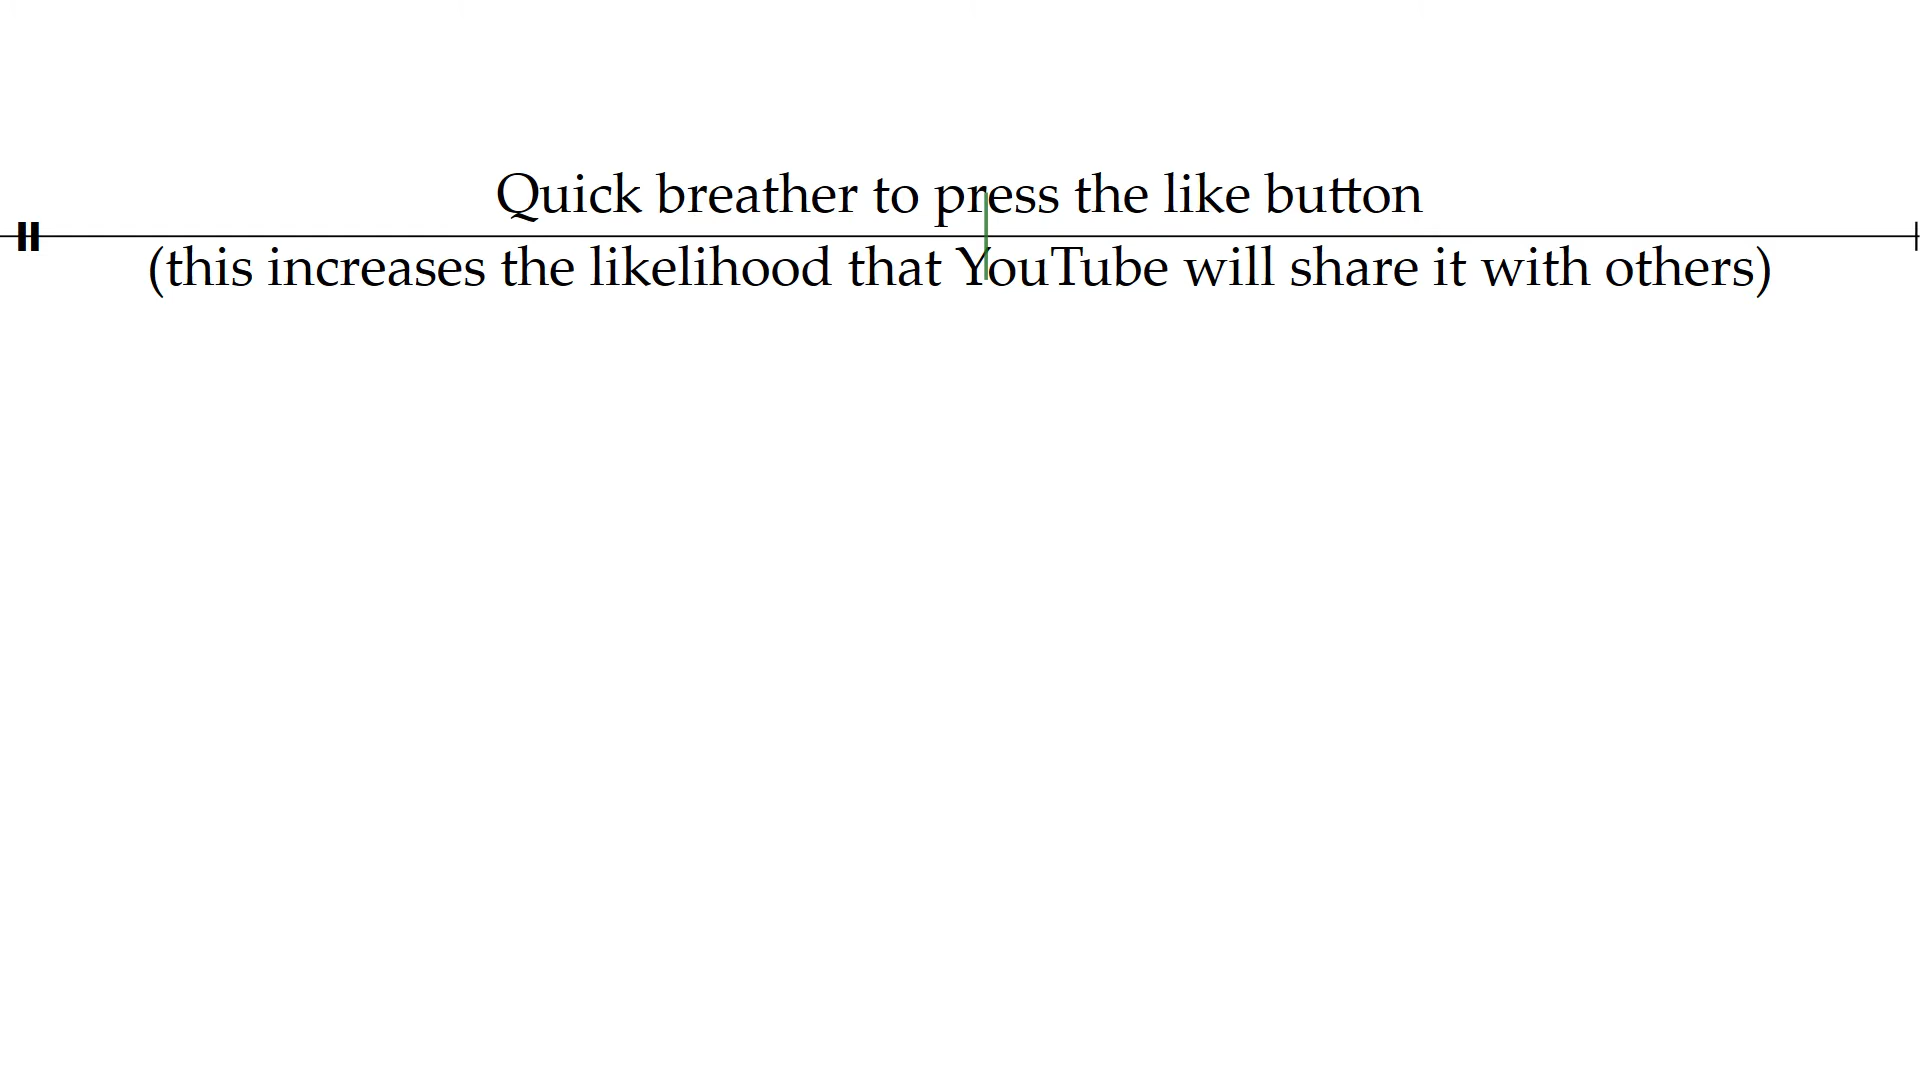 Quick breather to press the like button
(this increases the likelihood that YouTube will share it with others)